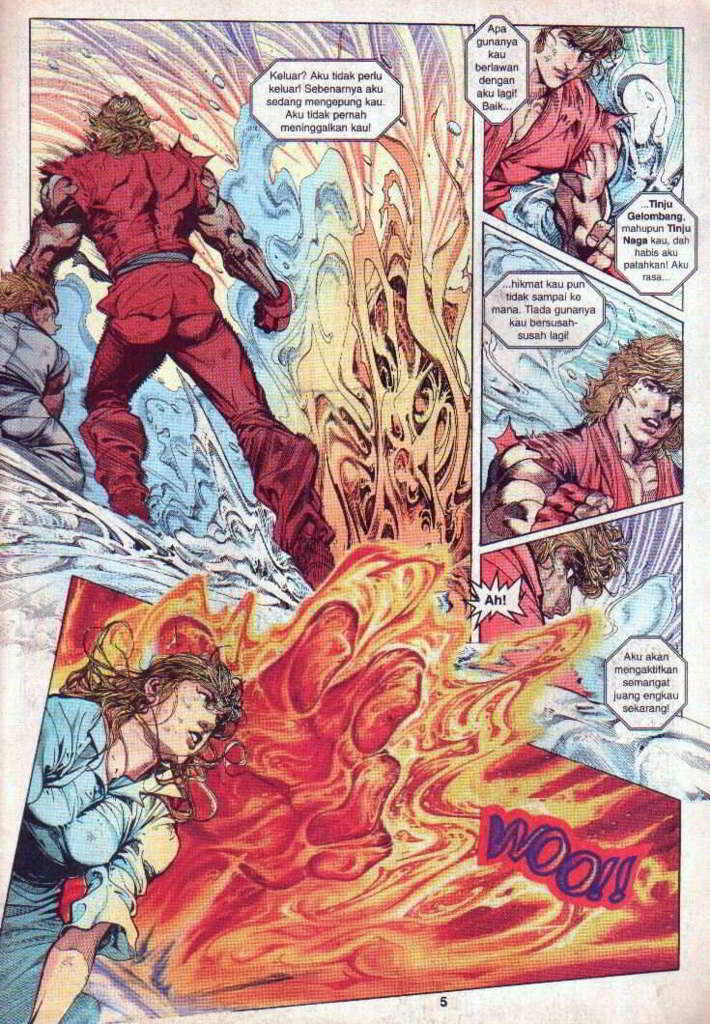 Keluar? Aku tidak perlu
keluar! Sebenarnya aku
sedang mengepung kau.
Aku tidak pernah
meninggalkan kau!
Apa
gunanya
kau
berlawan
dengan
aku lagi!
Baik...
...Tinju
Gelombang,
mahupun Tinju
Naga kau, dah
habis aku
patahkan! Aku
rasa...
...hikmat kau pun
tidak sampai ke
mana. Tiada gunanya
kau bersusah-
susah lagi!
Ah!
Aku akan
mengaktifkan
semangat
juang engkau
sekarang!
WOO!!
5